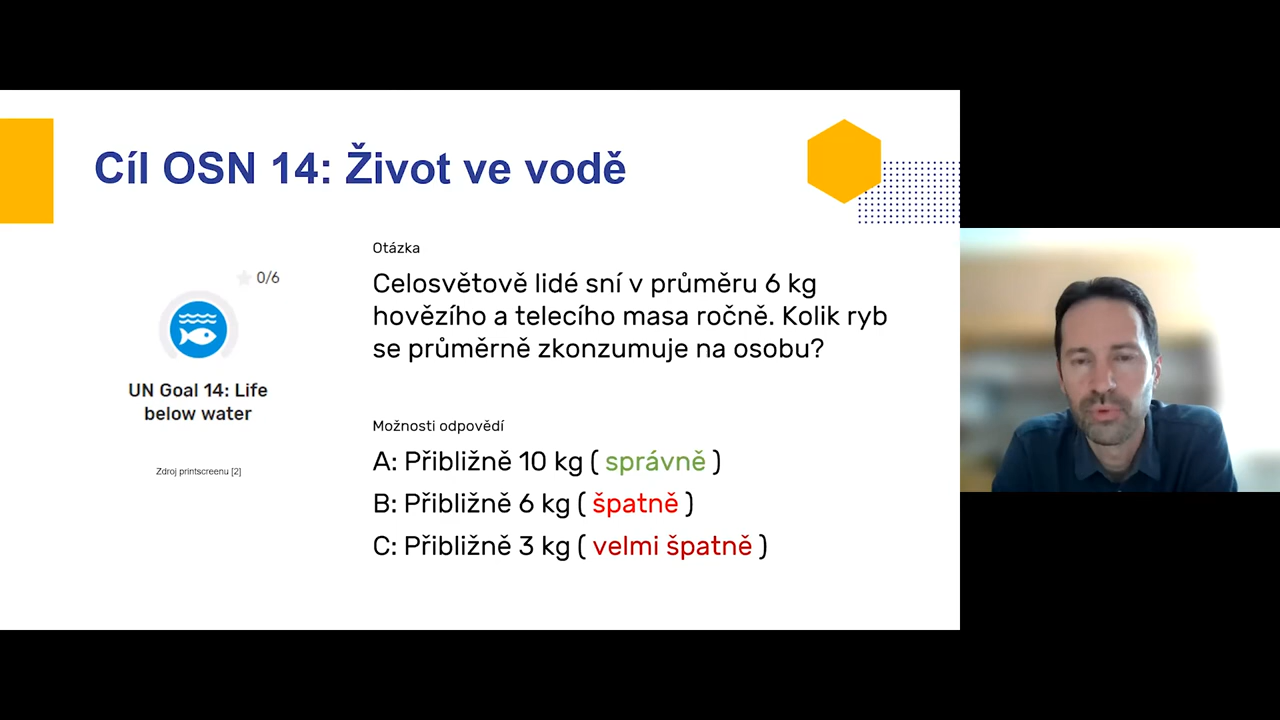 Cíl OSN 14: Život ve vodě
0/6
UN Goal 14: Life
below water
Zdroj printscreenu [2]
Otázka
Celosvětově lidé sní v průměru 6 kg
hovězího a telecího masa ročně. Kolik ryb
se průměrně zkonzumuje na osobu?
Možnosti odpovědí
A: Přibližně 10 kg ( správně )
B: Přibližně 6 kg ( špatně )
C: Přibližně 3 kg ( velmi špatně )